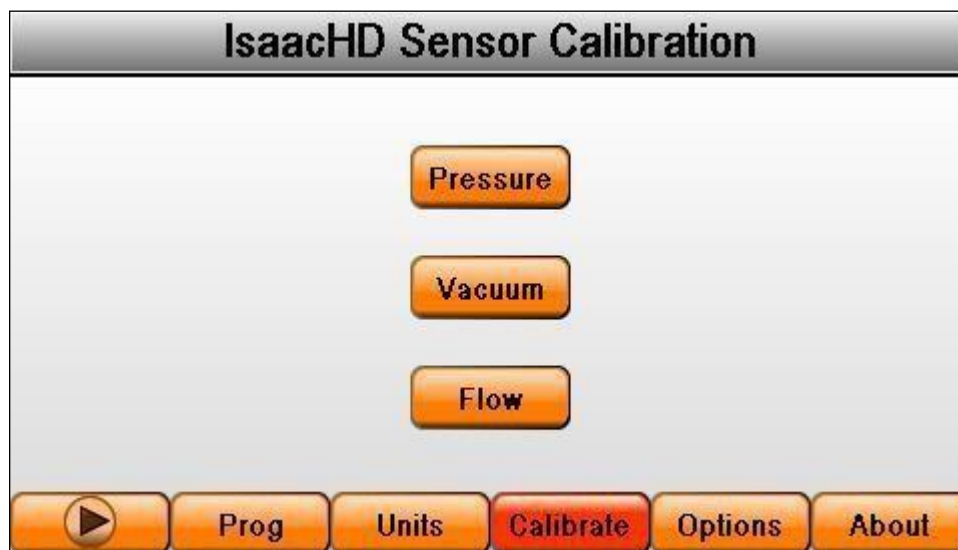 IsaacHD Sensor Calibration
Pressure
Vacuum
Flow
Prog Units Calibrate Options About